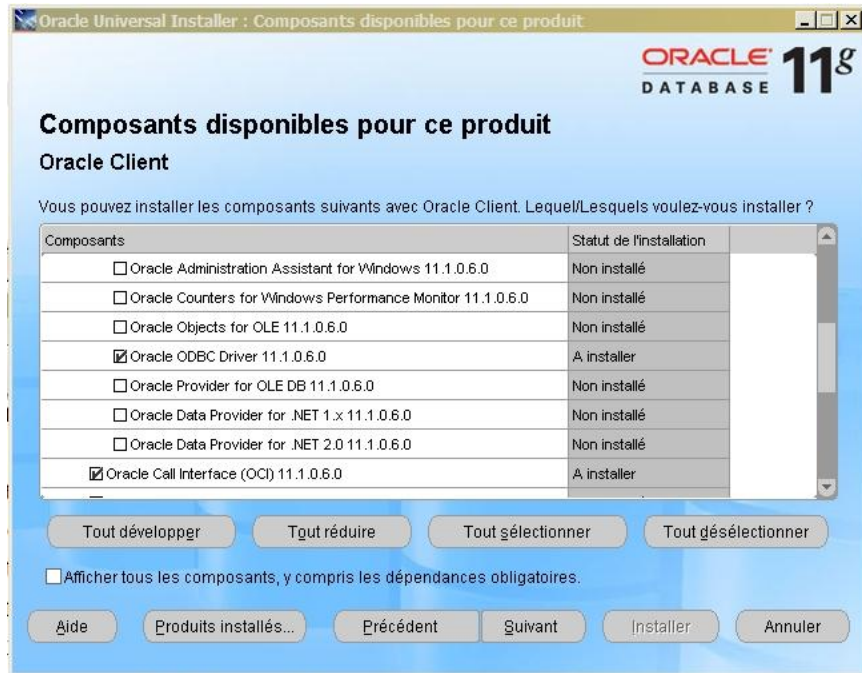 Oracle Universal Installer : Composants disponibles pour ce produit
ORACLE 11g
DATABASE
Composants disponibles pour ce produit
Oracle Client
Vous pouvez installer les composants suivants avec Oracle Client. Lequel/Lesquels voulez-vous installer ?
Composants Statut de l'installation
Oracle Administration Assistant for Windows 11.1.0.6.0 Non installé
Oracle Counters for Windows Performance Monitor 11.1.0.6.0 Non installé
Oracle Objects for OLE 11.1.0.6.0 Non installé
Oracle ODBC Driver 11.1.0.6.0 A installer
Oracle Provider for OLE DB 11.1.0.6.0 Non installé
Oracle Data Provider for .NET 1.x 11.1.0.6.0 Non installé
Oracle Data Provider for .NET 2.0 11.1.0.6.0 Non installé
Oracle Call Interface (OCI) 11.1.0.6.0 A installer
Tout développer Tout réduire Tout sélectionner Tout désélectionner
Afficher tous les composants, y compris les dépendances obligatoires.
Aide Produits installés... Précédent Suivant Installer Annuler